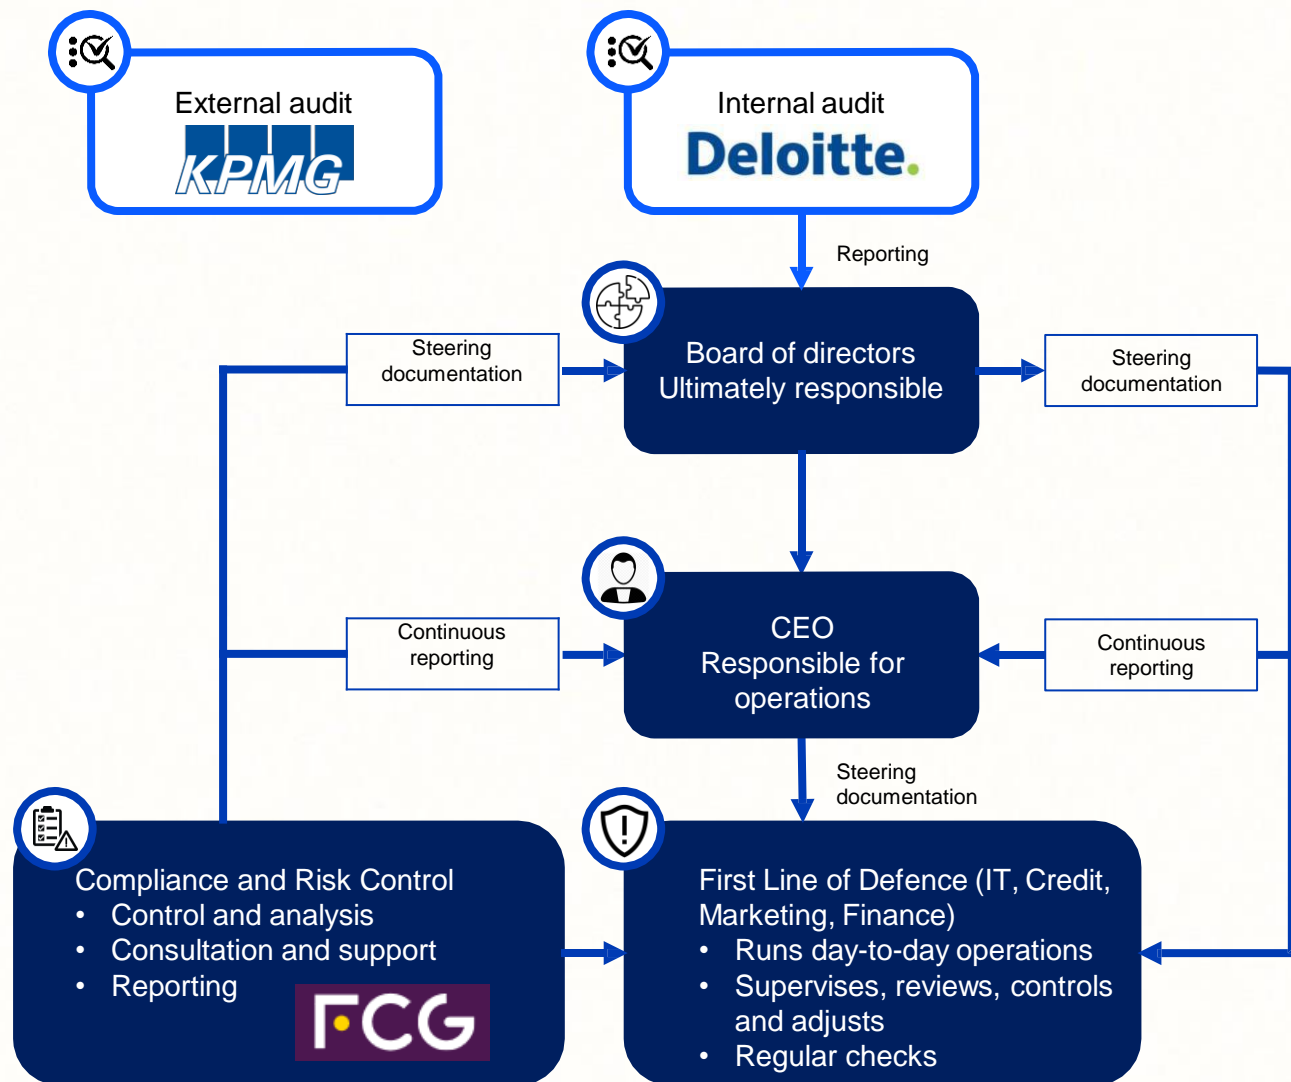 External audit
KPMG
Internal audit
Deloitte.
Reporting
Steering
documentation
Board of directors
Ultimately responsible
Steering
documentation
Continuous
reporting
CEO
Responsible for
operations
Continuous
reporting
Steering
documentation
Compliance and Risk Control
• Control and analysis
• Consultation and support
• Reporting
FCG
First Line of Defence (IT, Credit,
Marketing, Finance)
• Runs day-to-day operations
• Supervises, reviews, controls
and adjusts
• Regular checks